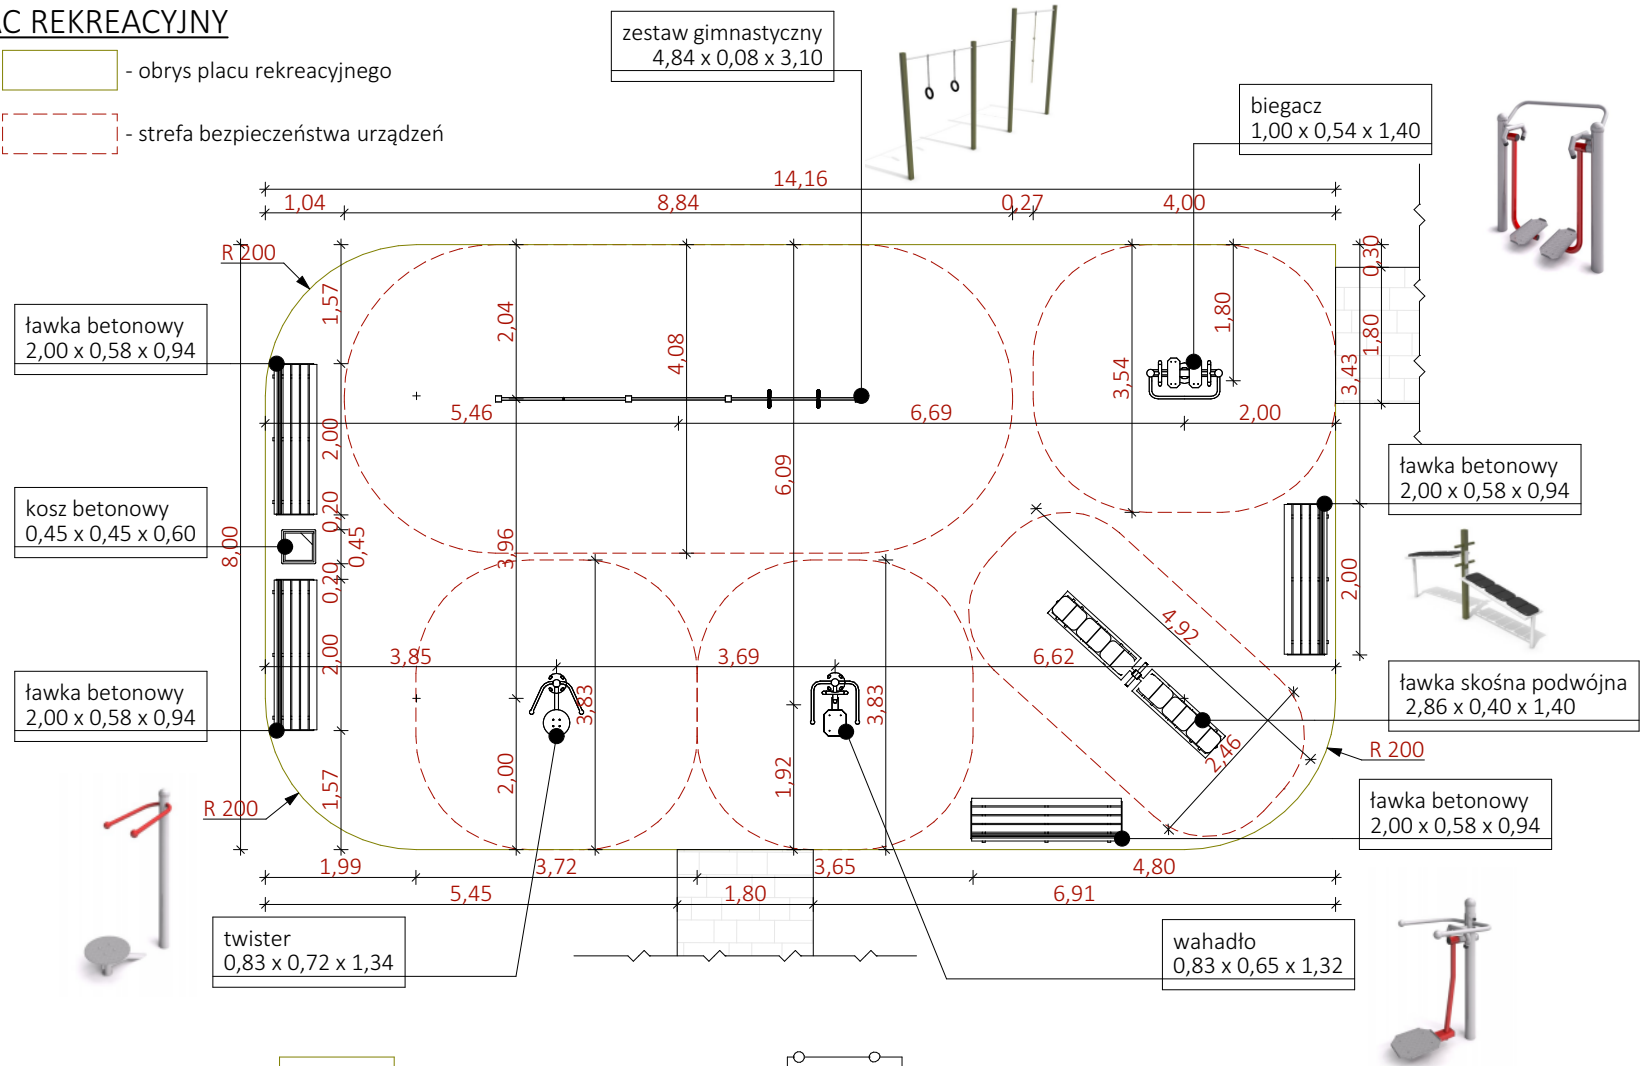 AC REKREACYJNY
- obrys placu rekreacyjnego
- strefa bezpieczeństwa urządzeń
zestaw gimnastyczny
4,84 x 0,08 x 3,10
biegacz
1,00 x 0,54 x 1,40
14,16
1,04
8,84
0,27
4,00
R 200
1,57
2,04
4,08
3,54
1,80
0,30
1,80
3,43
ławka betonowy
2,00 x 0,58 x 0,94
5,46
6,69
2,00
2,00
6,09
ławka betonowy
2,00 x 0,58 x 0,94
kosz betonowy
0,45 x 0,45 x 0,60
8,00
0,20
0,45
0,20
3,96
2,00
4,92
2,00
3,85
3,69
6,62
ławka betonowy
2,00 x 0,58 x 0,94
3,83
3,83
ławka skośna podwójna
2,86 x 0,40 x 1,40
2,46
R 200
R 200
1,57
2,00
1,92
ławka betonowy
2,00 x 0,58 x 0,94
1,99
3,72
3,65
4,80
5,45
1,80
6,91
twister
0,83 x 0,72 x 1,34
wahadło
0,83 x 0,65 x 1,32